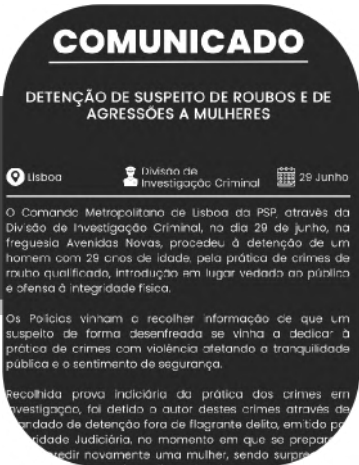 COMUNICADO
DETENÇÃO DE SUSPEITO DE ROUBOS E DE
AGRESSÕES A MULHERES
Lisboa
Divisão de
Investigação Criminal
29 Junho
O Comando Metropolitano de Lisboa da PSP, através da
Divisão de Investigação Criminal, no dia 29 de junho, na
freguesia Avenidas Novas, procedeu à detenção de um
homem com 29 anos de idade, pela prática de crimes de
roubo qualificado, introdução em lugar vedado ao público
e ofensa à integridade física.
Os Polícias vinham a recolher informação de que um
suspeito de forma desenfreada se vinha a dedicar à
prática de crimes com violência afetando a tranquilidade
pública e o sentimento de segurança.
Recolhida prova indiciária da prática dos crimes em
investigação, foi detido o autor destes crimes através de
mandado de detenção fora de flagrante delito, emitido
Judiciária, no momento em que se
novamente uma mulher, sendo